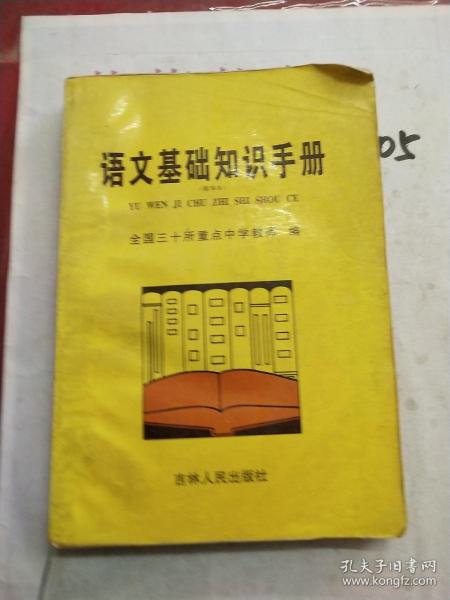 语文基础知识手册
YU WEN JI CHU ZHI SHI SHOU CE
全国三十所重点中学教师 编
吉林人民出版社
05
孔夫子旧书网
www.kongfz.com